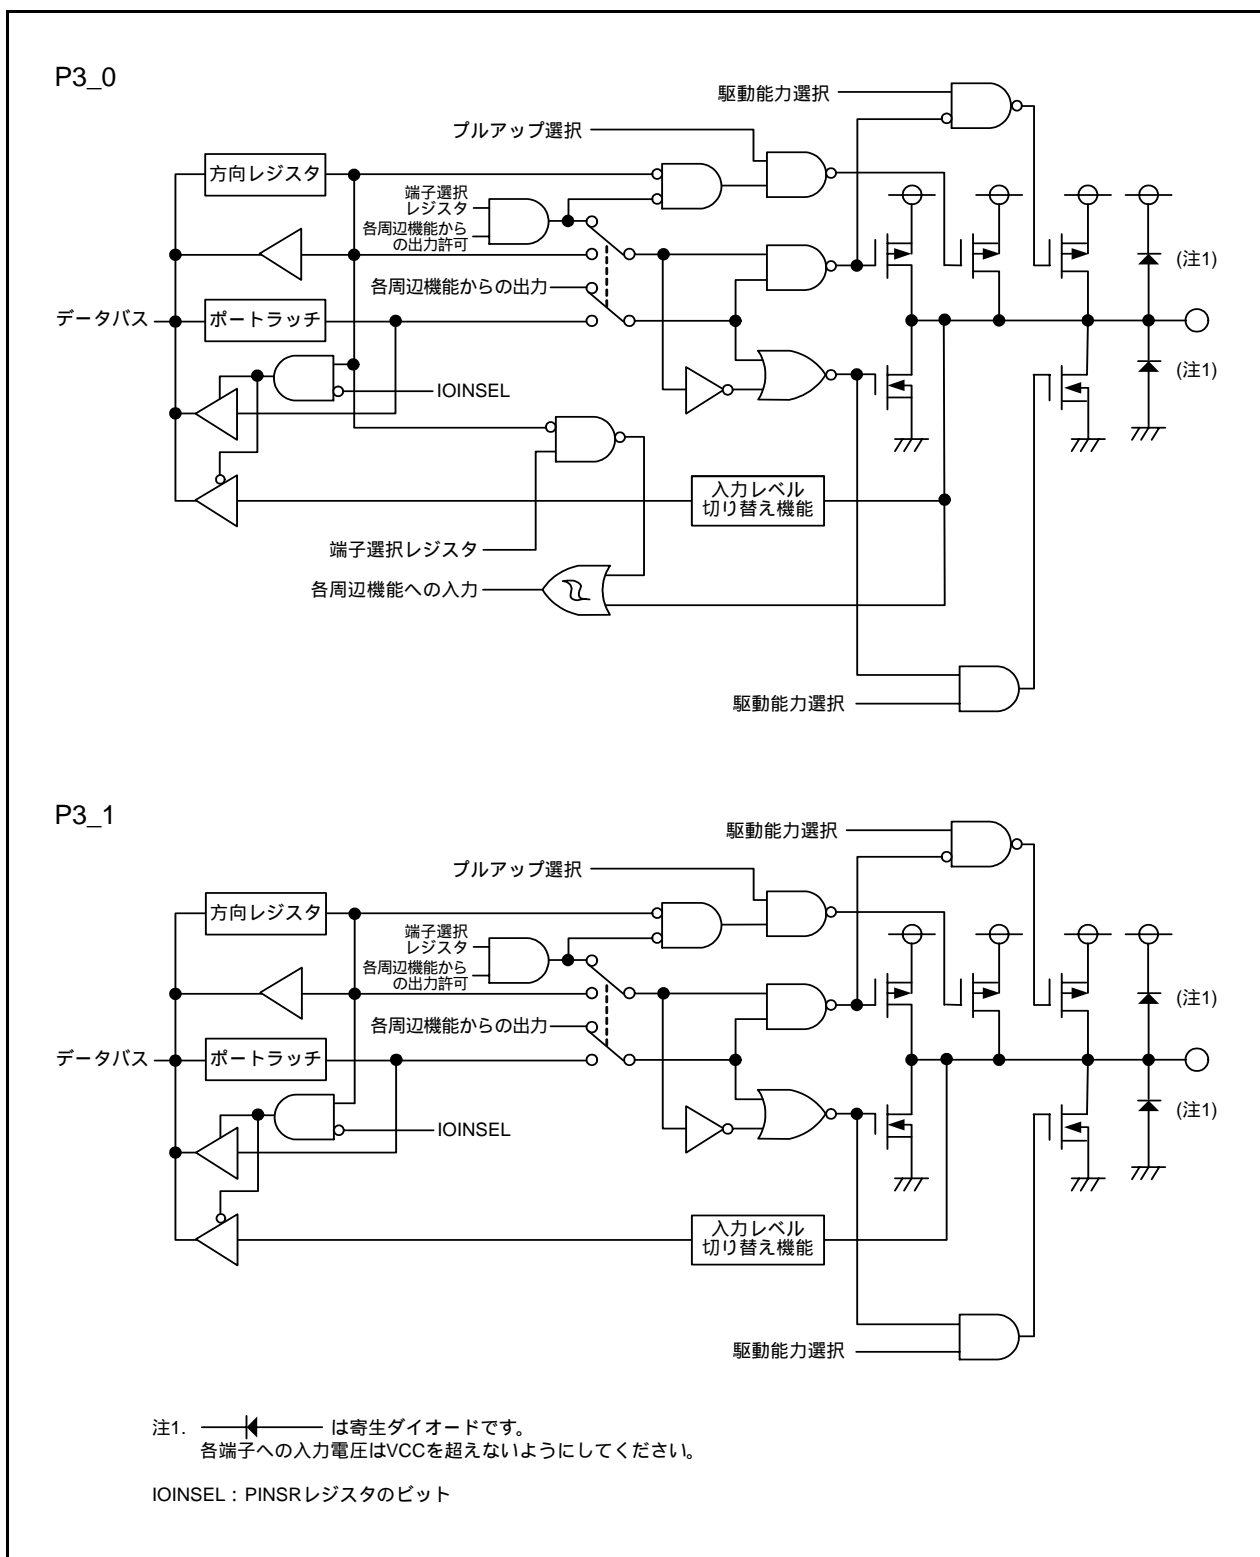 P3_0
駆動能力選択
プルアップ選択
方向レジスタ
端子選択
レジスタ
各周辺機能から
の出力許可
(注1)
各周辺機能からの出力
データバス
ポートラッチ
(注1)
IOINSEL
入力レベル
切り替え機能
端子選択レジスタ
各周辺機能への入力
駆動能力選択
P3_1
駆動能力選択
プルアップ選択
方向レジスタ
端子選択
レジスタ
各周辺機能から
の出力許可
(注1)
各周辺機能からの出力
データバス
ポートラッチ
(注1)
IOINSEL
入力レベル
切り替え機能
駆動能力選択
注1. は寄生ダイオードです。
各端子への入力電圧はVCCを超えないようにしてください。
IOINSEL：PINSRレジスタのビット